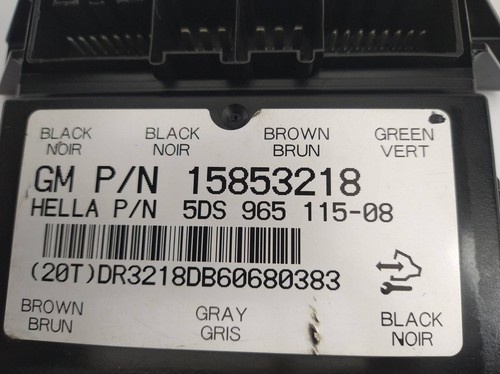 BLACK BLACK BROWN GREEN
NOIR NOIR BRUN VERT
GM P/N 15853218
HELLA P/N 5DS 965 115-08
(20T)DR3218DB60680383
BROWN GRAY BLACK
BRUN GRIS NOIR